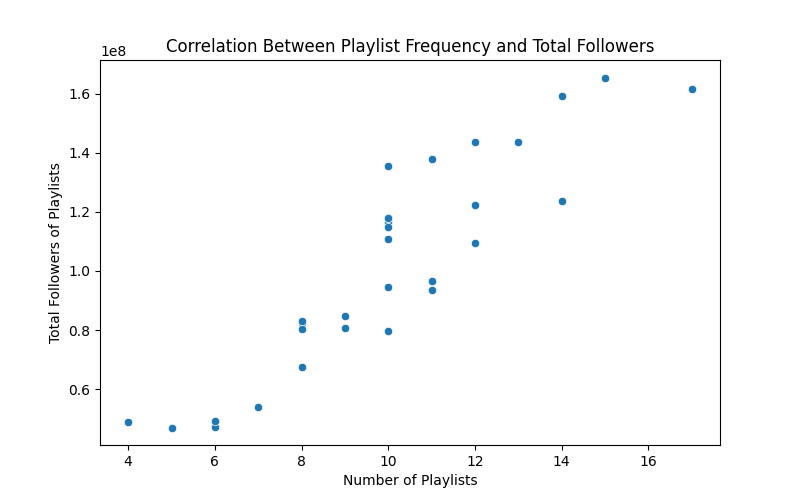 Correlation Between Playlist Frequency and Total Followers
1e8
1.6
1.4
1.2
1.0
0.8
0.6
Total Followers of Playlists
4 6 8 10 12 14 16
Number of Playlists